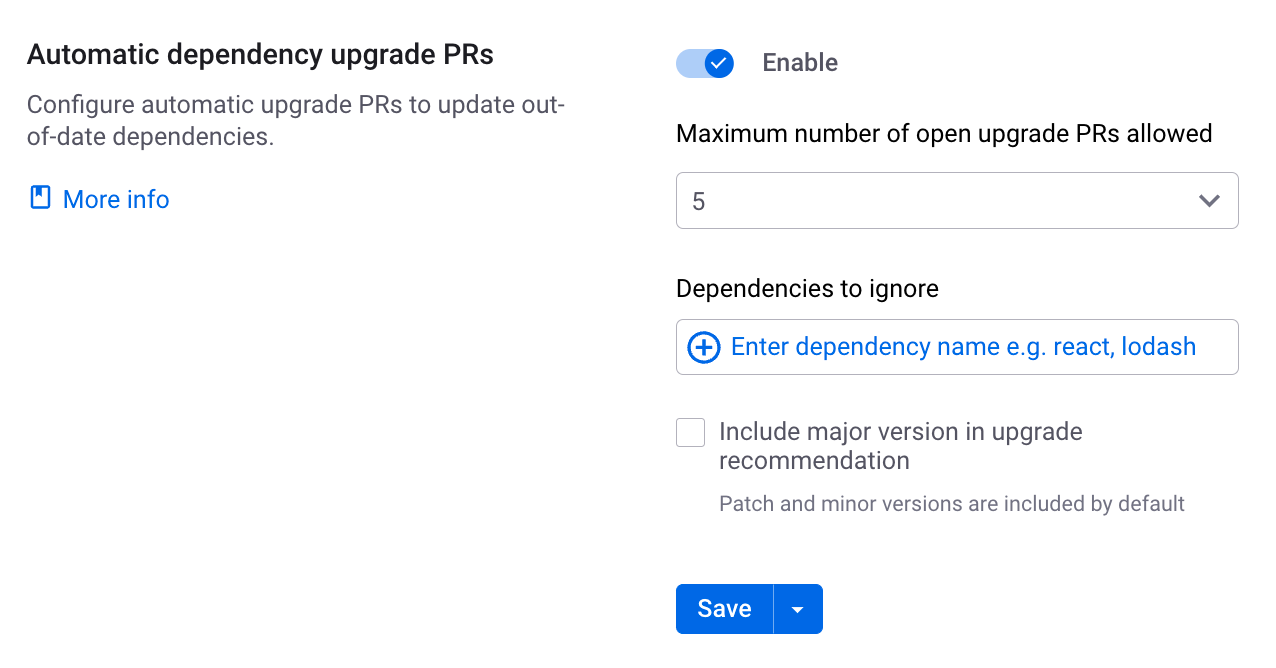 Automatic dependency upgrade PRs
Configure automatic upgrade PRs to update out-
of-date dependencies.
More info
Enable
Maximum number of open upgrade PRs allowed
5
Dependencies to ignore
Enter dependency name e.g. react, lodash
Include major version in upgrade
recommendation
Patch and minor versions are included by default
Save